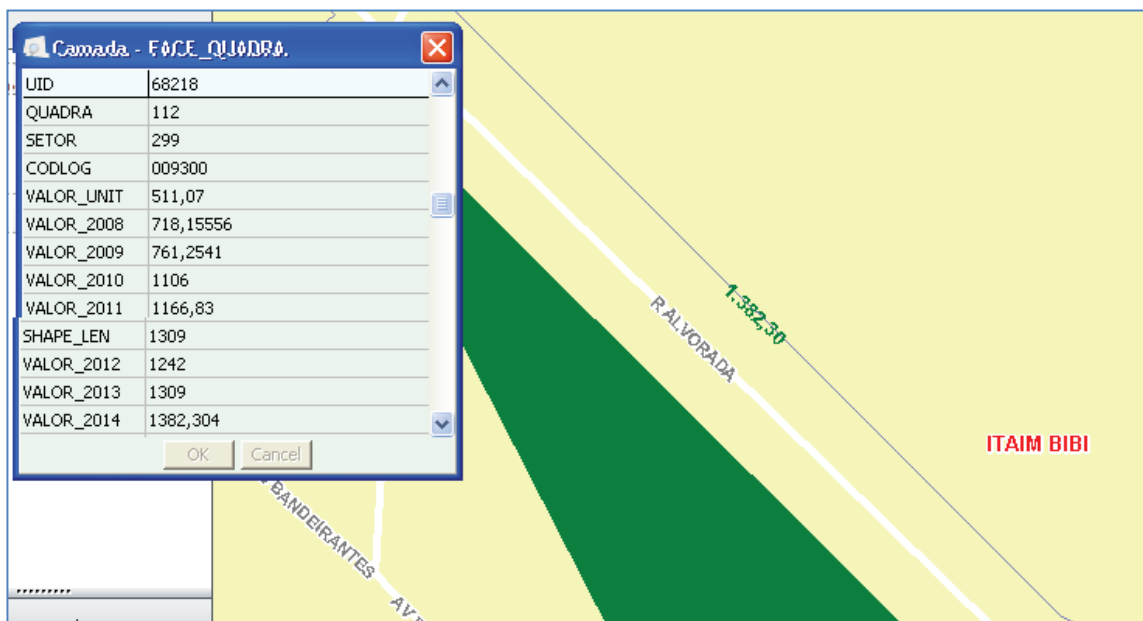 Camada - FACE_QUADRA.
UID 68218
QUADRA 112
SETOR 299
CODLOG 009300
VALOR_UNIT 511,07
VALOR_2008 718,15556
VALOR_2009 761,2541
VALOR_2010 1106
VALOR_2011 1166,83
SHAPE_LEN 1309
VALOR_2012 1242
VALOR_2013 1309
VALOR_2014 1382,304
OK Cancel
1.382,30
R ALVORADA
ITAIM BIBI
BANDEIRANTES
AV